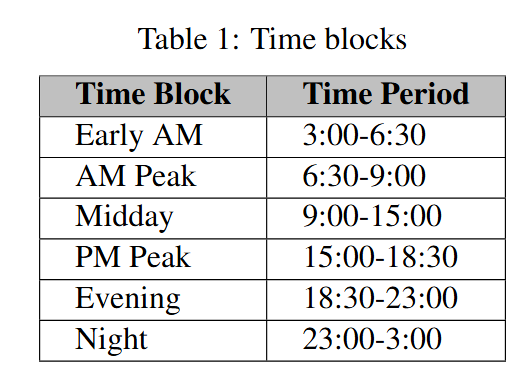 Table 1: Time blocks
Time Block Time Period
Early AM 3:00-6:30
AM Peak 6:30-9:00
Midday 9:00-15:00
PM Peak 15:00-18:30
Evening 18:30-23:00
Night 23:00-3:00